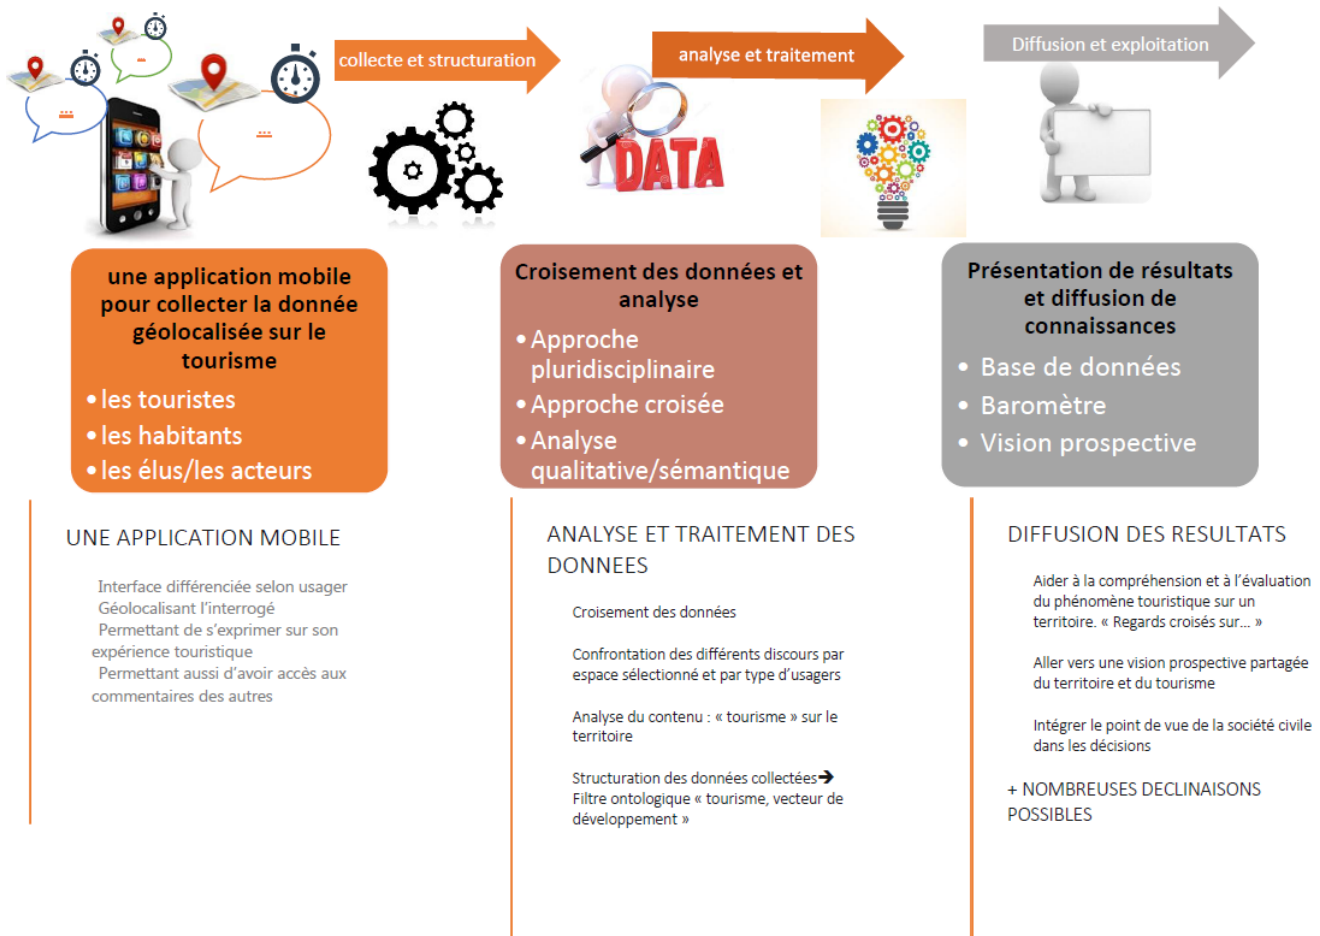 collecte et structuration
analyse et traitement
Diffusion et exploitation
...
...
...
DATA
une application mobile
pour collecter la donnée
géolocalisée sur le
tourisme
• les touristes
• les habitants
• les élus/les acteurs
Croisement des données et
analyse
• Approche
pluridisciplinaire
• Approche croisée
• Analyse
qualitative/sémantique
Présentation de résultats
et diffusion de
connaissances
• Base de données
• Baromètre
• Vision prospective
UNE APPLICATION MOBILE
Interface différenciée selon usager
Géolocalisant l'interrogé
Permettant de s'exprimer sur son
expérience touristique
Permettant aussi d'avoir accès aux
commentaires des autres
ANALYSE ET TRAITEMENT DES
DONNEES
Croisement des données
Confrontation des différents discours par
espace sélectionné et par type d'usagers
Analyse du contenu : « tourisme » sur le
territoire
Structuration des données collectées➔
Filtre ontologique « tourisme, vecteur de
développement »
DIFFUSION DES RESULTATS
Aider à la compréhension et à l'évaluation
du phénomène touristique sur un
territoire. « Regards croisés sur... »
Aller vers une vision prospective partagée
du territoire et du tourisme
Intégrer le point de vue de la société civile
dans les décisions
+ NOMBREUSES DECLINAISONS
POSSIBLES